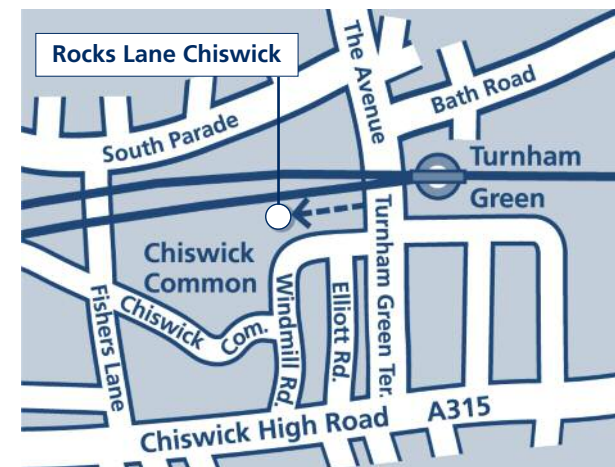 Rocks Lane Chiswick
The Avenue
Bath Road
South Parade
Turnham
Green
Chiswick
Common
Turnham Green Ter.
Fishers Lane
Chiswick
Com.
Windmill Rd.
Elliott Rd.
Chiswick High Road
A315